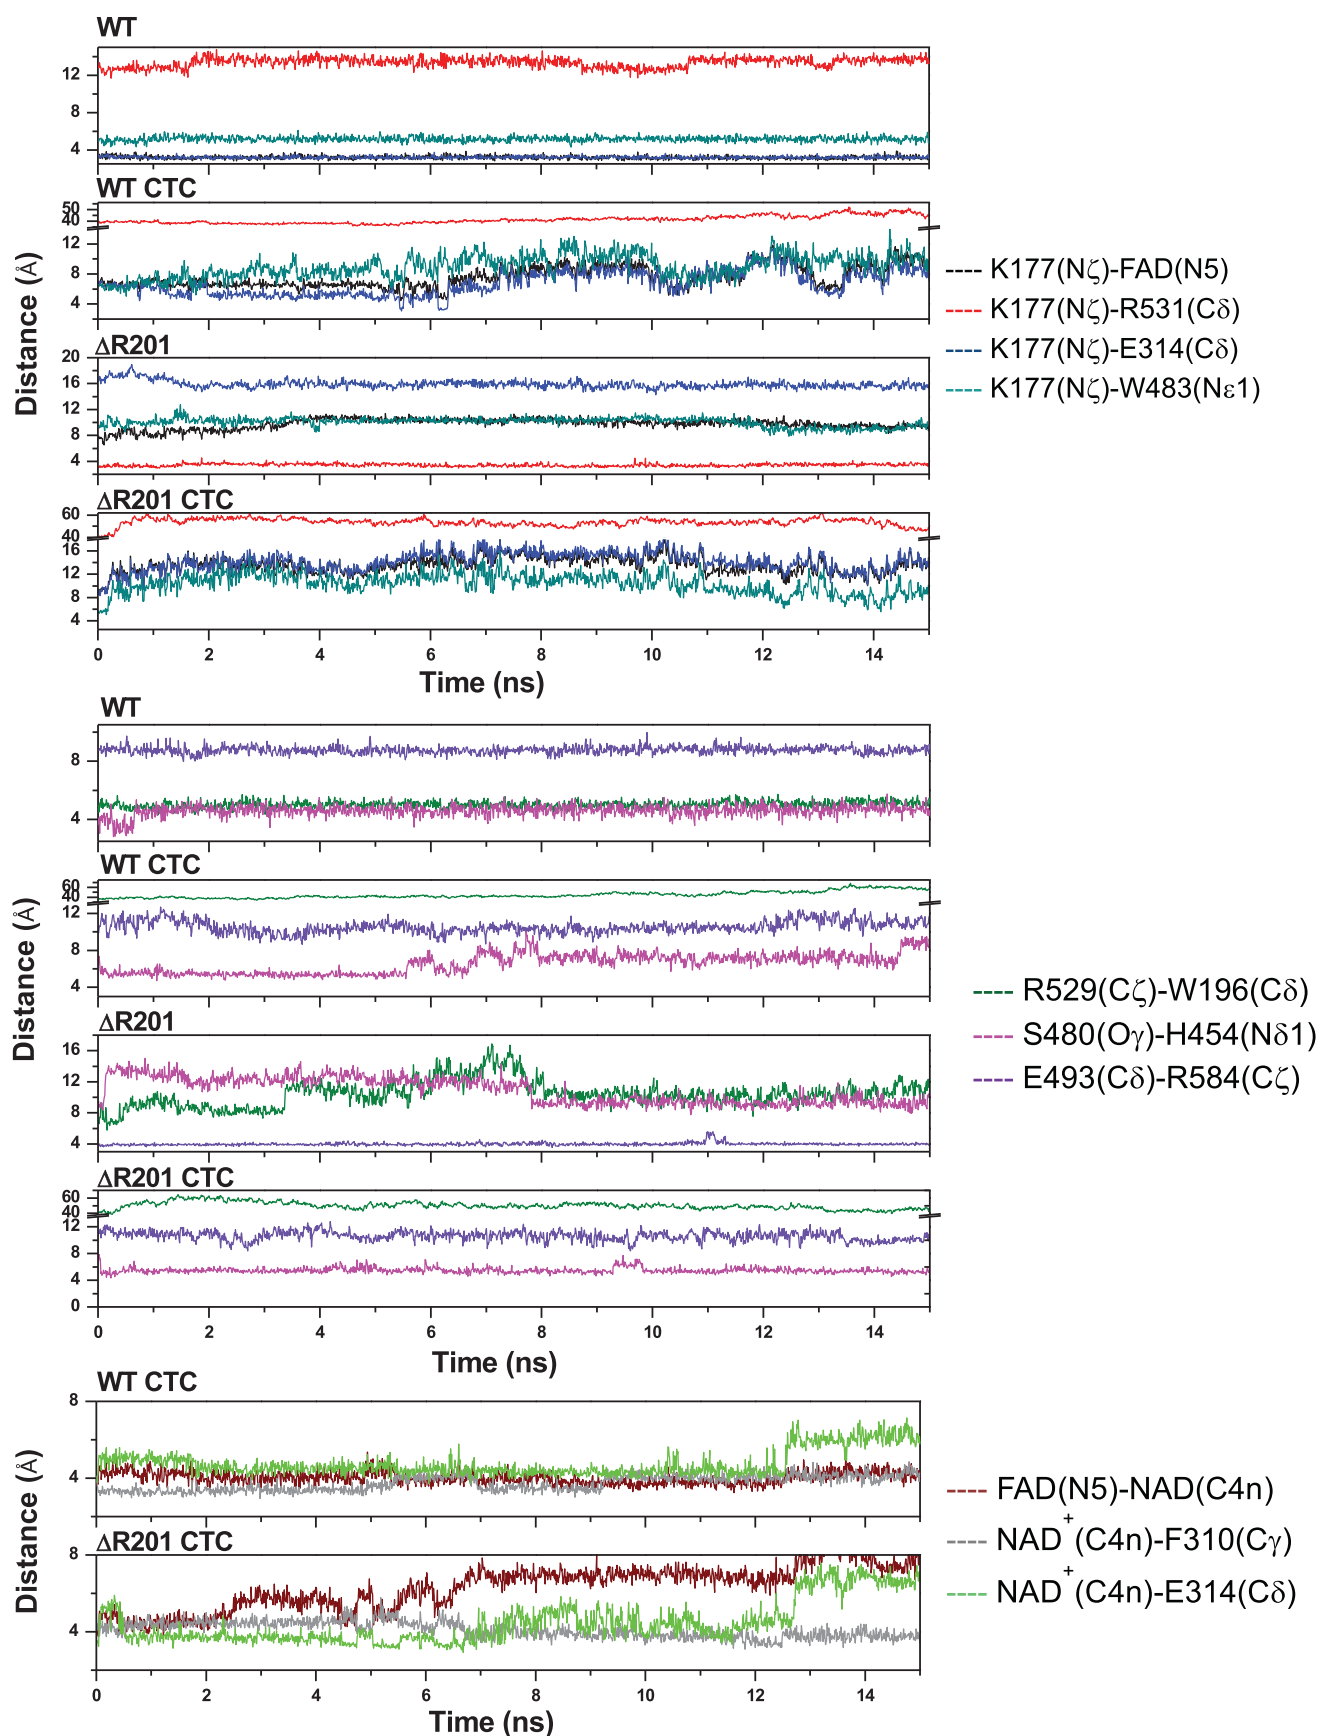 WT
12
8
4
WT CTC
50
40
12
8
4
ΔR201
20
16
12
8
4
ΔR201 CTC
60
40
16
12
8
4
0 2 4 6 8 10 12 14
Time (ns)
Distance (Å)
K177(Nζ)-FAD(N5)
K177(Nζ)-R531(Cδ)
K177(Nζ)-E314(Cδ)
K177(Nζ)-W483(Nε1)
WT
8
4
WT CTC
60
40
12
8
4
ΔR201
16
12
8
4
ΔR201 CTC
60
40
12
8
4
0
0 2 4 6 8 10 12 14
Time (ns)
Distance (Å)
Distance (Å)
R529(Cζ)-W196(Cδ)
S480(Oγ)-H454(Nδ1)
E493(Cδ)-R584(Cζ)
WT CTC
8
4
ΔR201 CTC
8
4
0 2 4 6 8 10 12 14
Time (ns)
Distance (Å)
FAD(N5)-NAD(C4n)
NAD⁺(C4n)-F310(Cγ)
NAD⁺(C4n)-E314(Cδ)